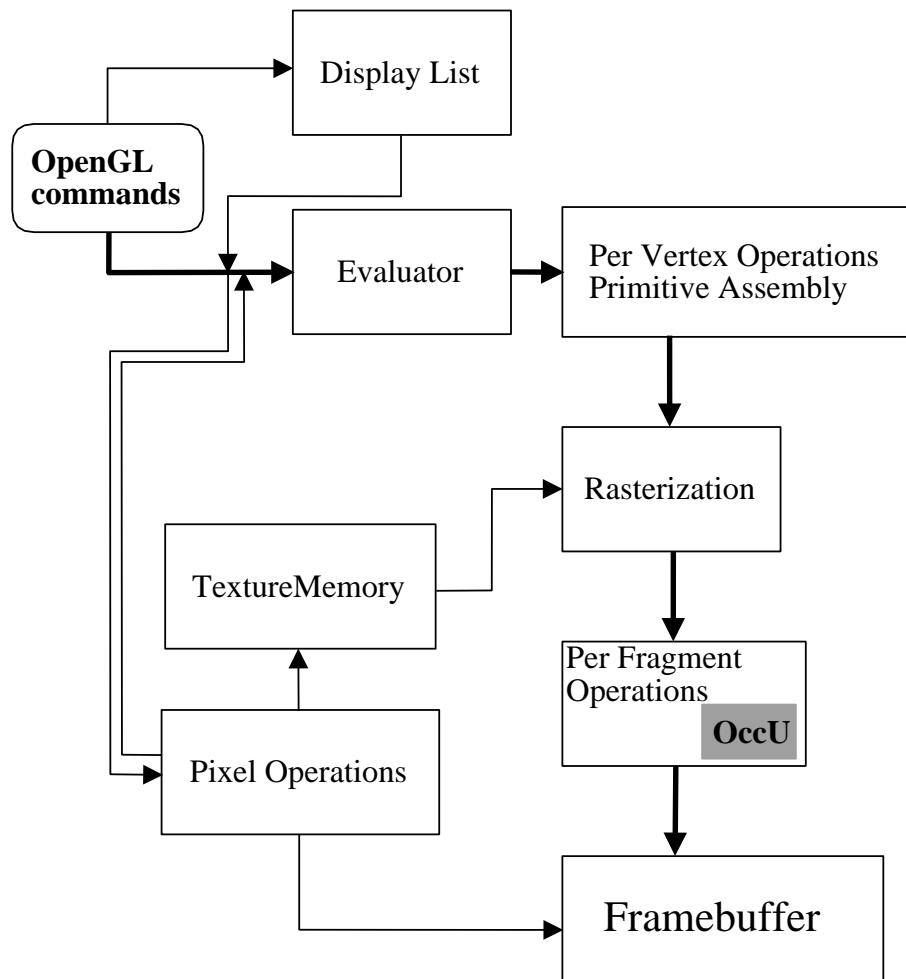 Display List
OpenGL
commands
Evaluator
Per Vertex Operations
Primitive Assembly
Rasterization
TextureMemory
Per Fragment
Operations
OccU
Pixel Operations
Framebuffer